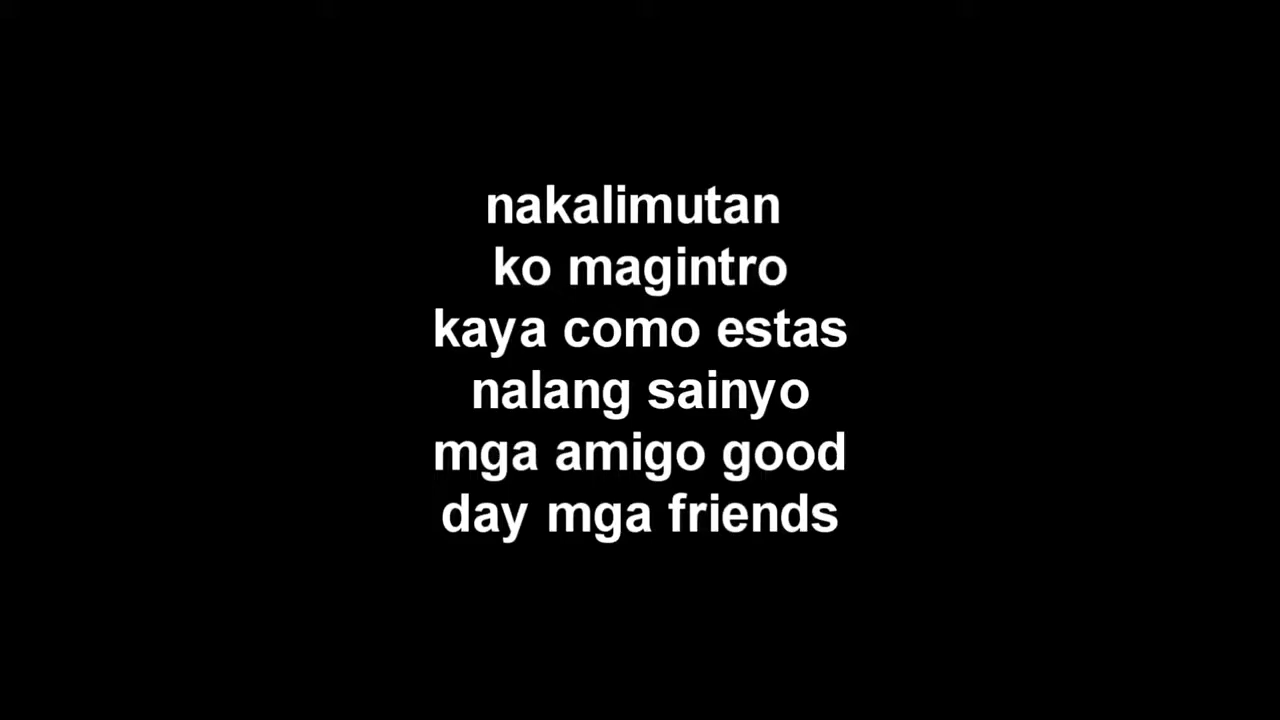 nakalimutan
ko magintro
kaya como estas
nalang sainyo
mga amigo good
day mga friends